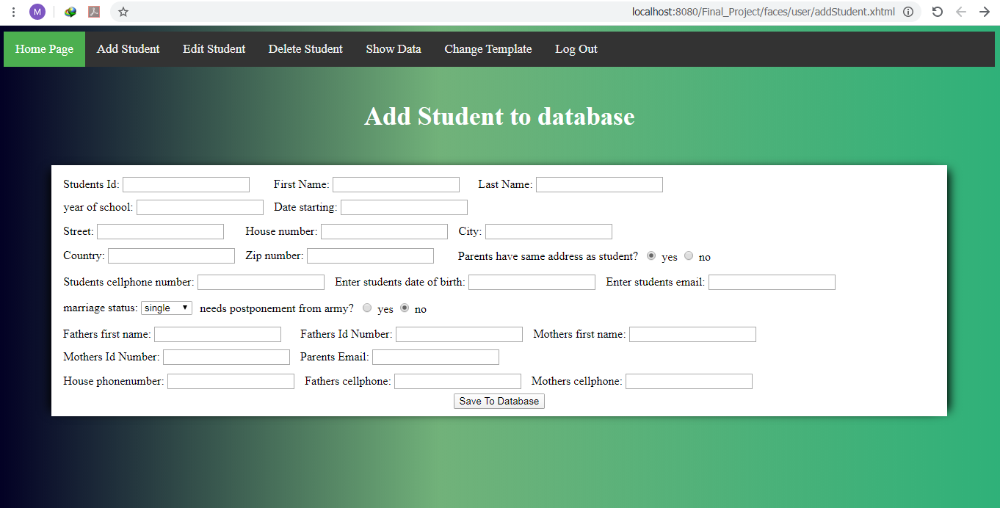 M localhost:8080/Final_Project/faces/user/addStudent.xhtml
Home Page Add Student Edit Student Delete Student Show Data Change Template Log Out
Add Student to database
Students Id: First Name: Last Name:
year of school: Date starting:
Street: House number: City:
Country: Zip number: Parents have same address as student? yes no
Students cellphone number: Enter students date of birth: Enter students email:
marriage status: single needs postponement from army? yes no
Fathers first name: Fathers Id Number: Mothers first name:
Mothers Id Number: Parents Email:
House phonenumber: Fathers cellphone: Mothers cellphone:
Save To Database